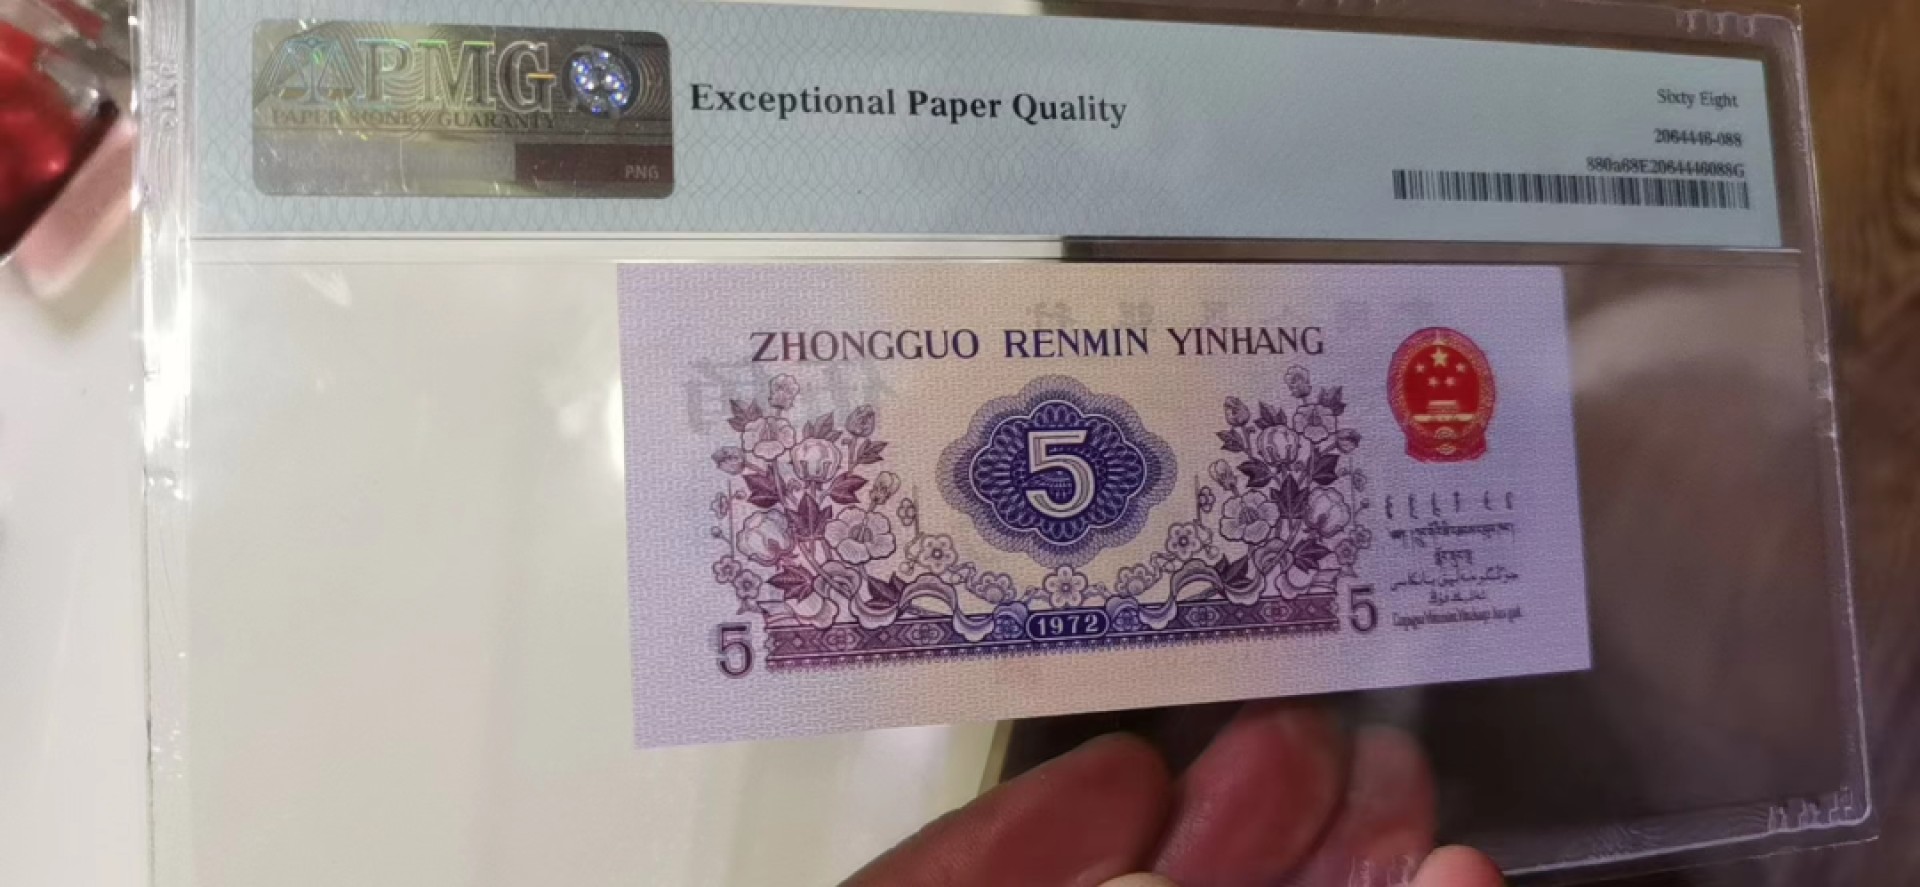 PMG
PAPER MONEY GUARANTY
PNG
Exceptional Paper Quality
Sixty Eight
2064446-088
880a68E2064446088G
ZHONGGUO RENMIN YINHANG
5
5
1972
5